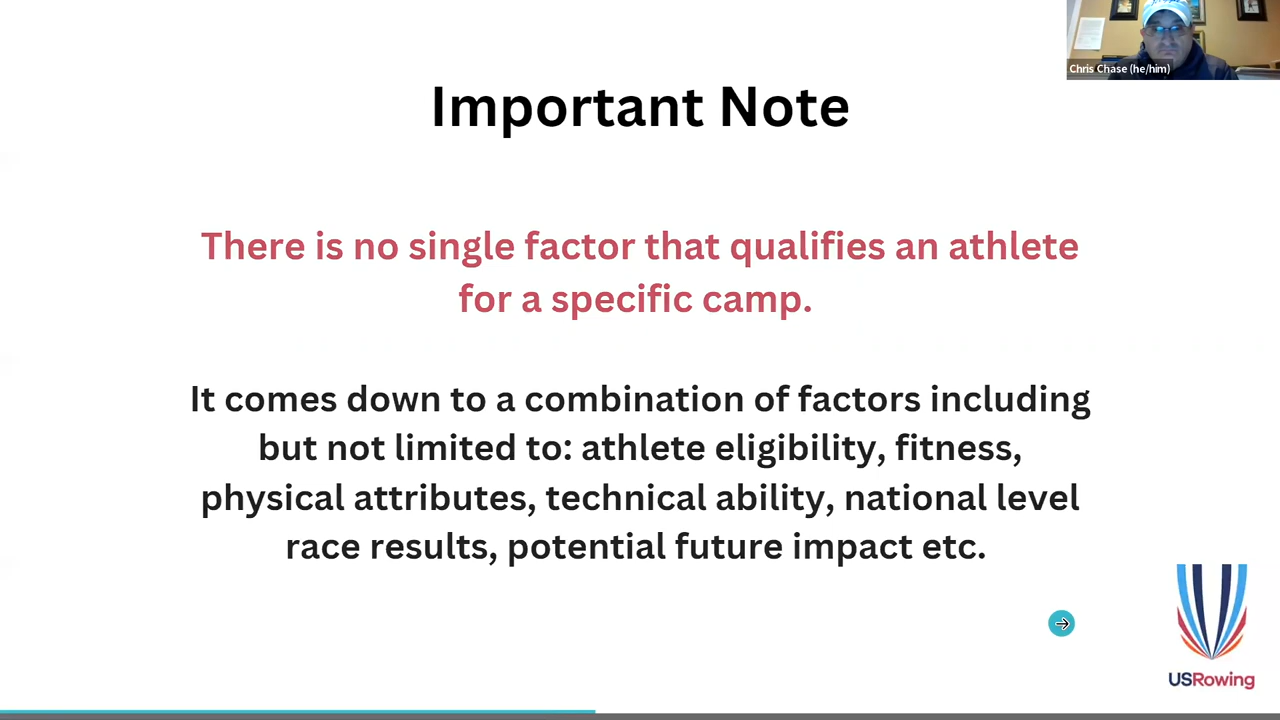 Chris Chase (he/him)
Important Note
There is no single factor that qualifies an athlete
for a specific camp.
It comes down to a combination of factors including
but not limited to: athlete eligibility, fitness,
physical attributes, technical ability, national level
race results, potential future impact etc.
USRowing